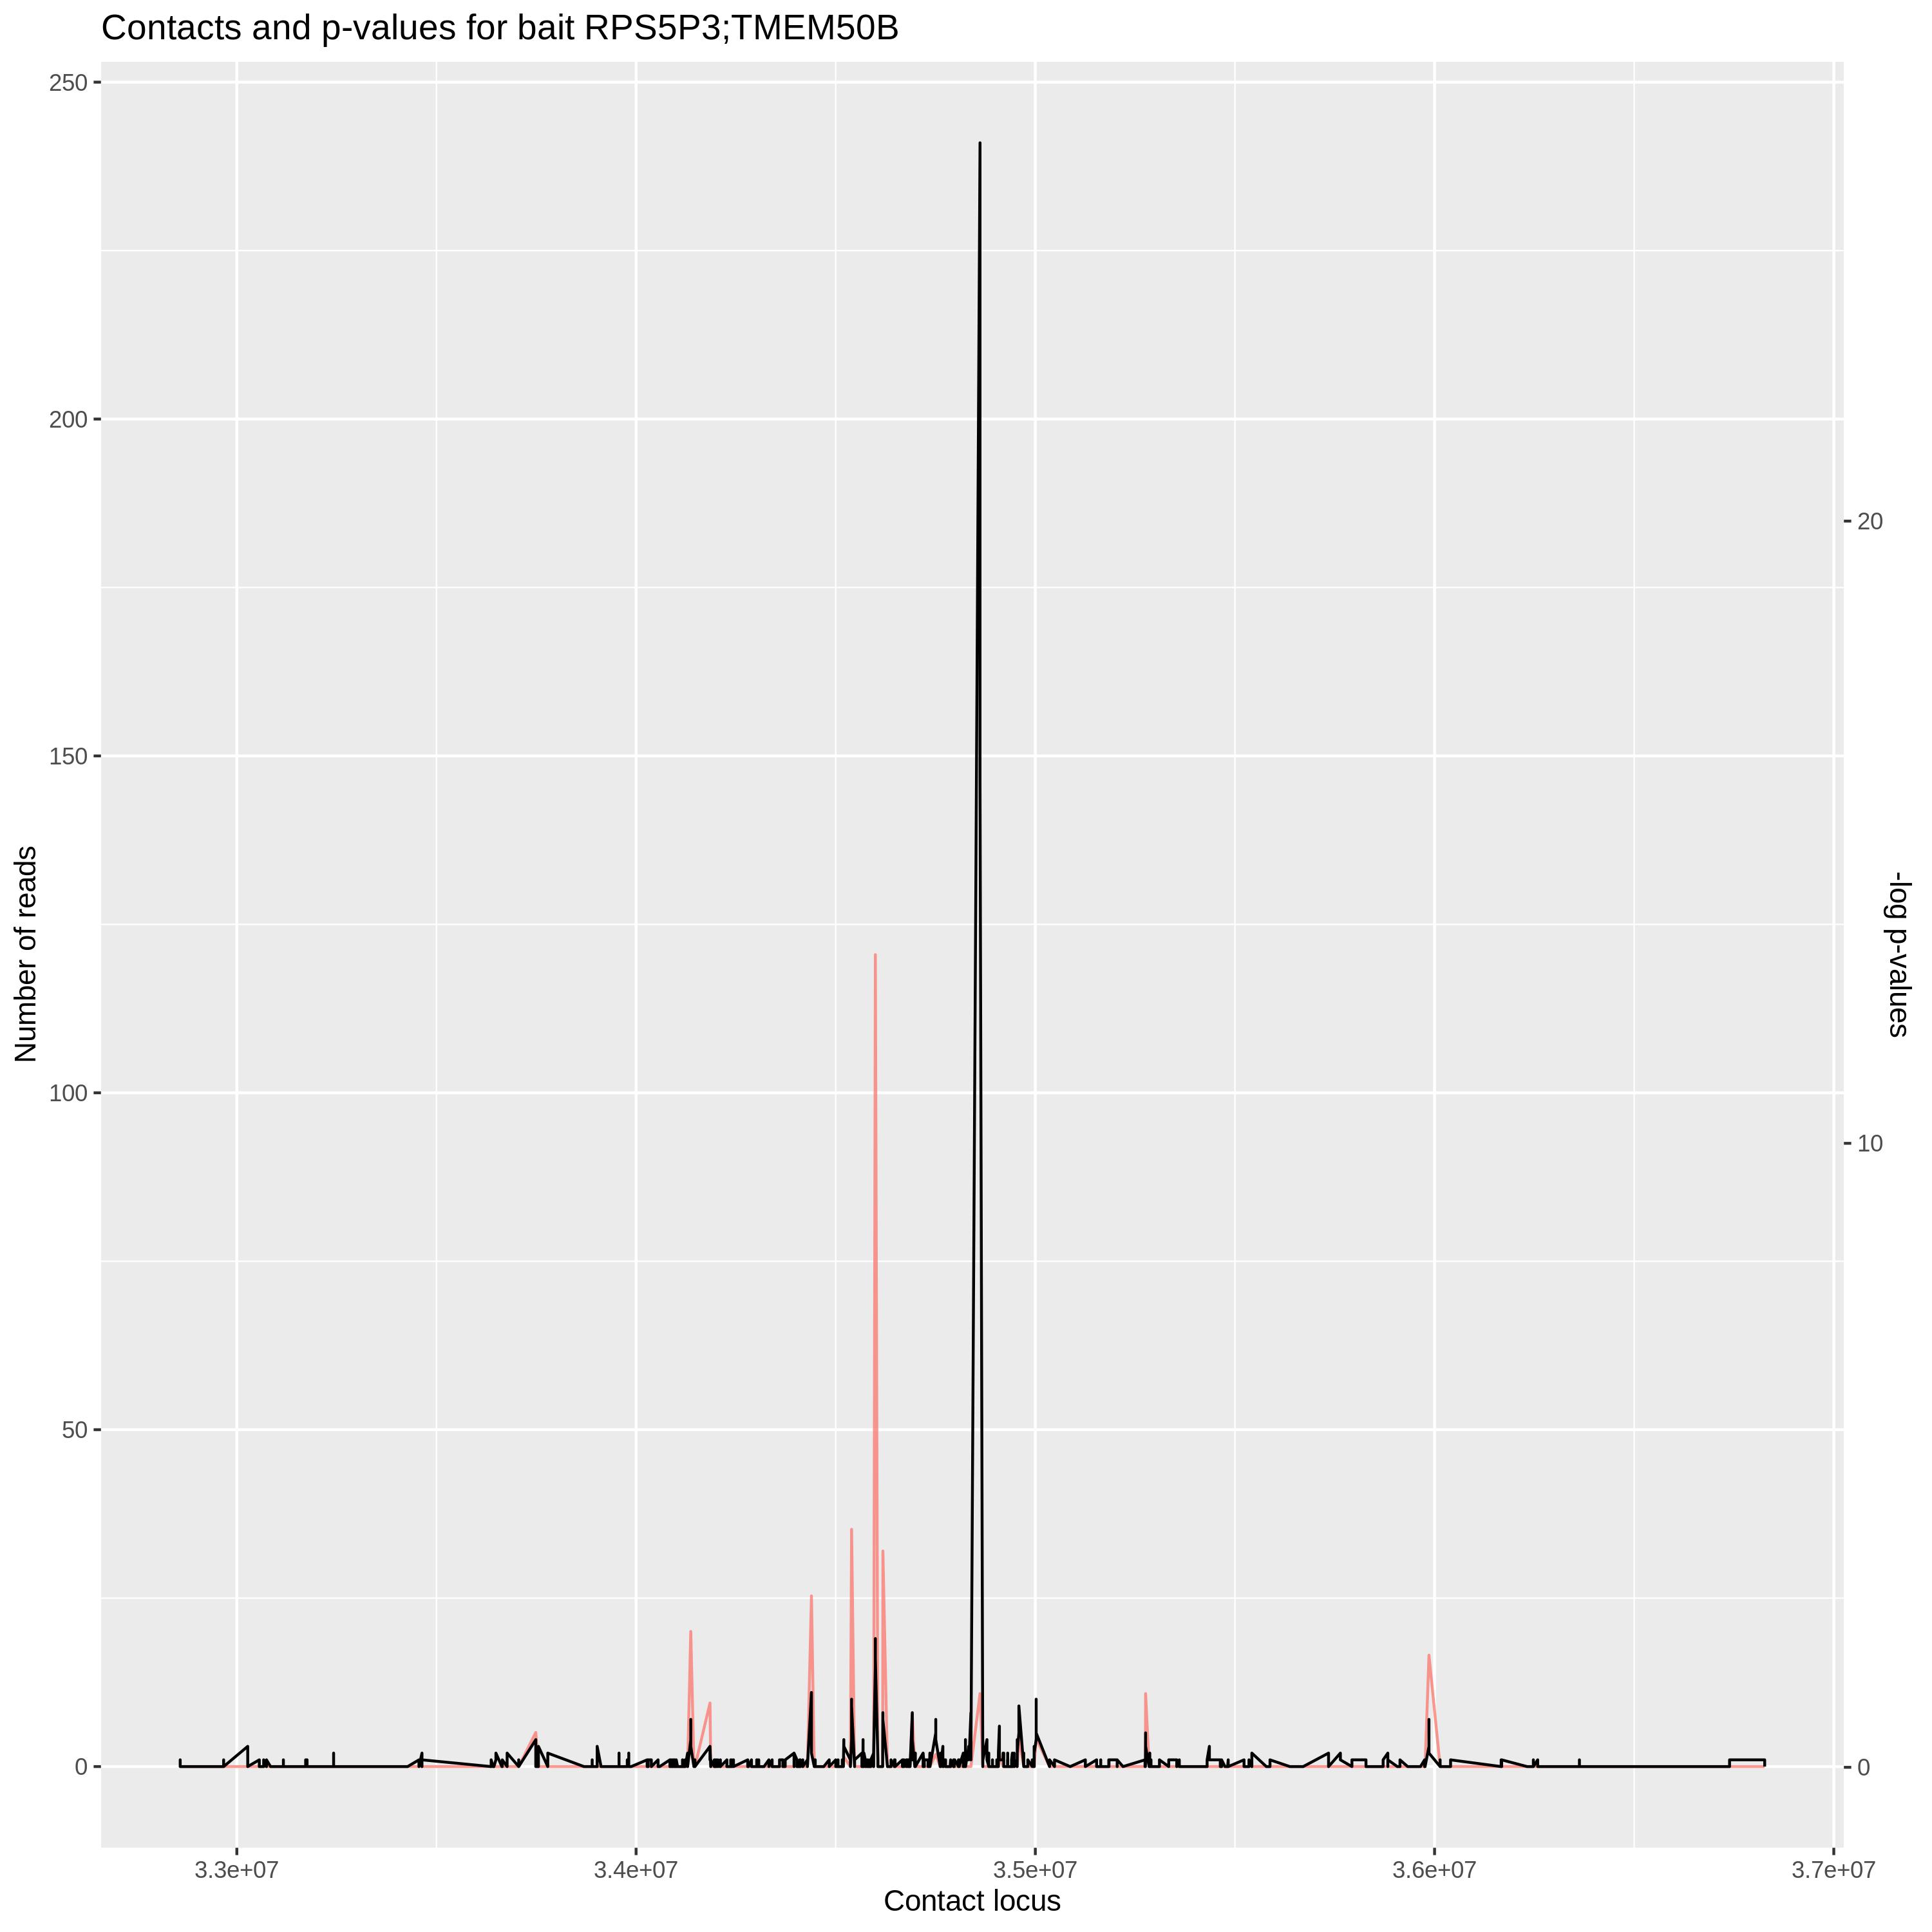 Contacts and p-values for bait RPS5P3;TMEM50B
250
200
150
100
50
0
Number of reads
20
10
0
-log p-values
3.3e+07
3.4e+07
3.5e+07
3.6e+07
3.7e+07
Contact locus